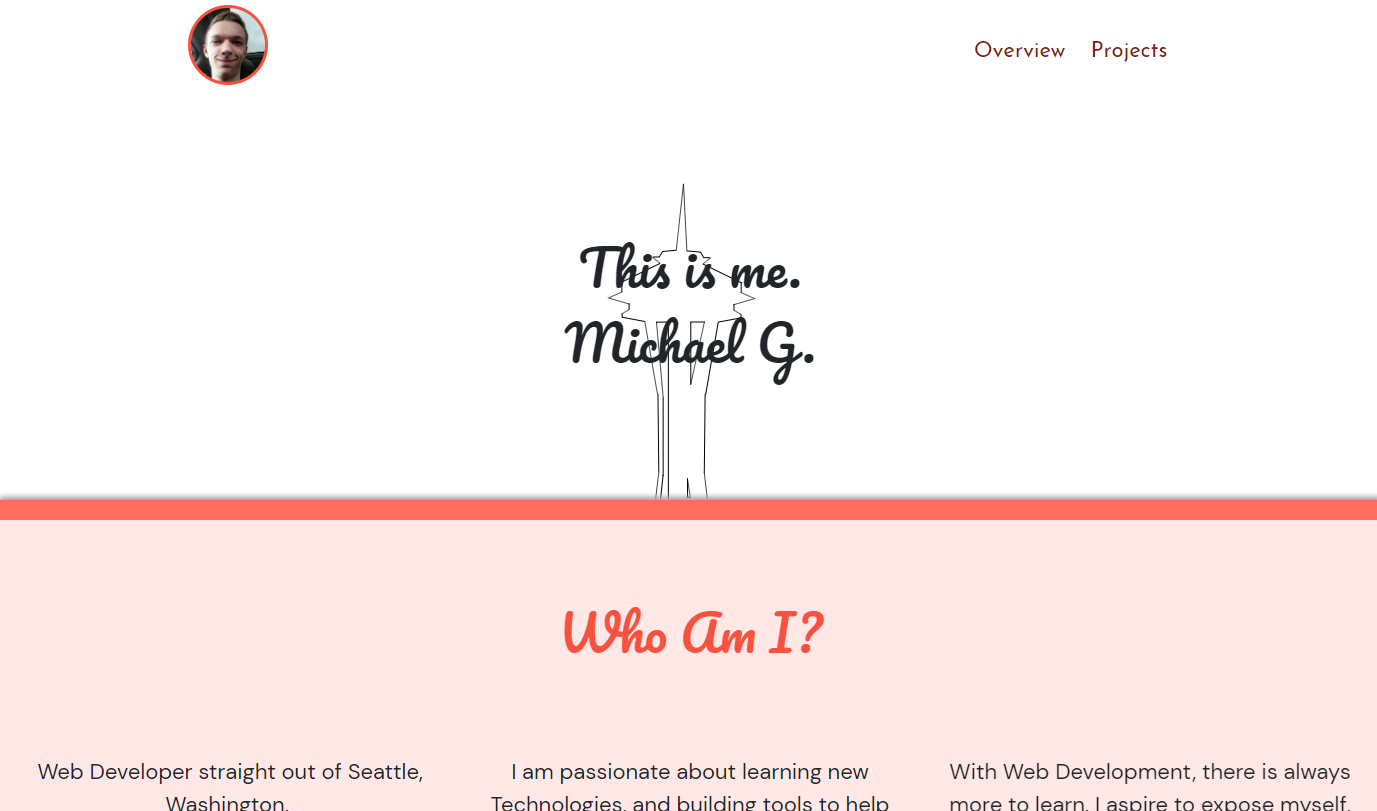 Overview Projects
This is me.
Michael G.
Who Am I?
Web Developer straight out of Seattle,
Washington.
I am passionate about learning new
Technologies, and building tools to help
With Web Development, there is always
more to learn. I aspire to expose myself,